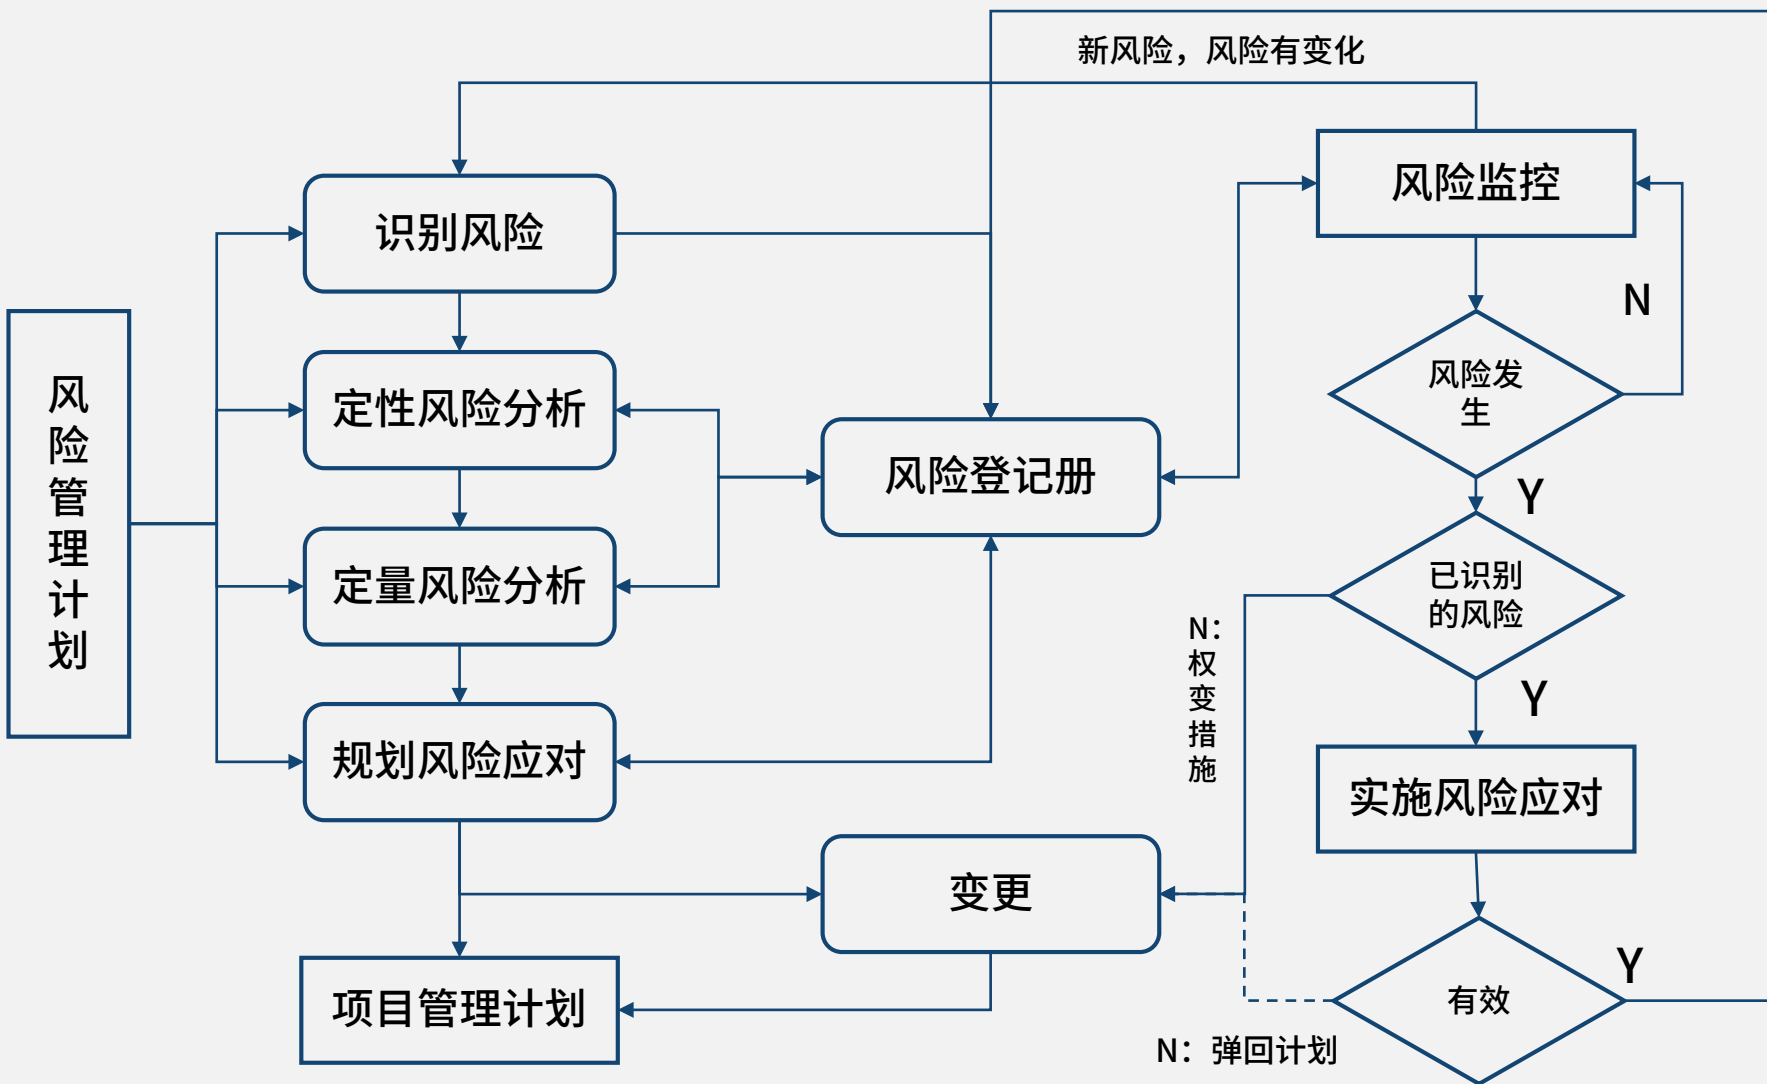 新风险，风险有变化
风险监控
识别风险
N
风险管理计划
定性风险分析
风险发
生
风险登记册
Y
定量风险分析
已识别
的风险
N：
权
变
措
施
Y
规划风险应对
实施风险应对
变更
Y
项目管理计划
有效
N：弹回计划